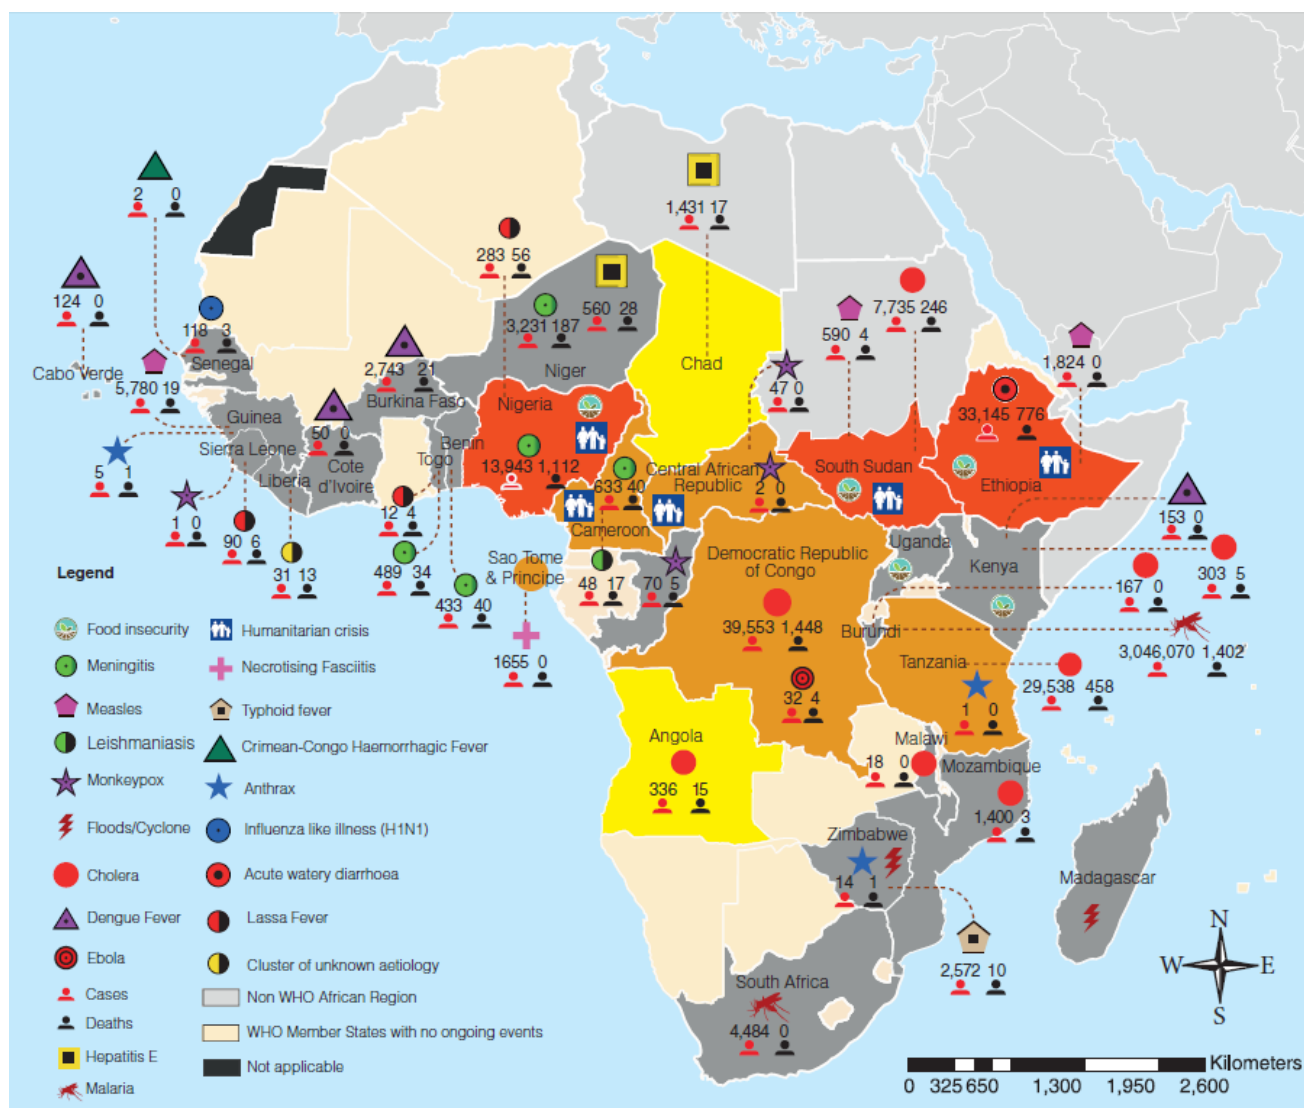 1,431 17
2 0
283 56
124 0
560 28
7,735 246
118 3
3,231 187
590 4
1,824 0
Senegal
Chad
Cabo Verde
2,743 21
Niger
47 0
5,780 19
Burkina Faso
Nigeria
33,145 776
Guinea
50 0
Sierra Leone
Benin
Togo
13,943 1,112
Central African
Republic
South Sudan
Ethiopia
5 1
Liberia
Cote
d'Ivoire
633 40
2 0
1 0
12 4
Cameroon
153 0
90 6
Sao Tome
& Principe
Democratic Republic
of Congo
Uganda
Kenya
31 13
489 34
48 17
70 5
167 0
303 5
433 40
39,553 1,448
Burundi
1655 0
Tanzania
3,046,070 1,402
29,538 458
32 4
1 0
Angola
Malawi
18 0
Mozambique
336 15
1,400 3
Zimbabwe
14 1
Madagascar
2,572 10
South Africa
4,484 0
Legend
Food insecurity
Humanitarian crisis
Meningitis
Necrotising Fasciitis
Measles
Typhoid fever
Leishmaniasis
Crimean-Congo Haemorrhagic Fever
Monkeypox
Anthrax
Floods/Cyclone
Influenza like illness (H1N1)
Cholera
Acute watery diarrhoea
Dengue Fever
Lassa Fever
Ebola
Cluster of unknown aetiology
Cases
Non WHO African Region
Deaths
WHO Member States with no ongoing events
Hepatitis E
Not applicable
Malaria
N
W E
S
Kilometers
0 325 650 1,300 1,950 2,600